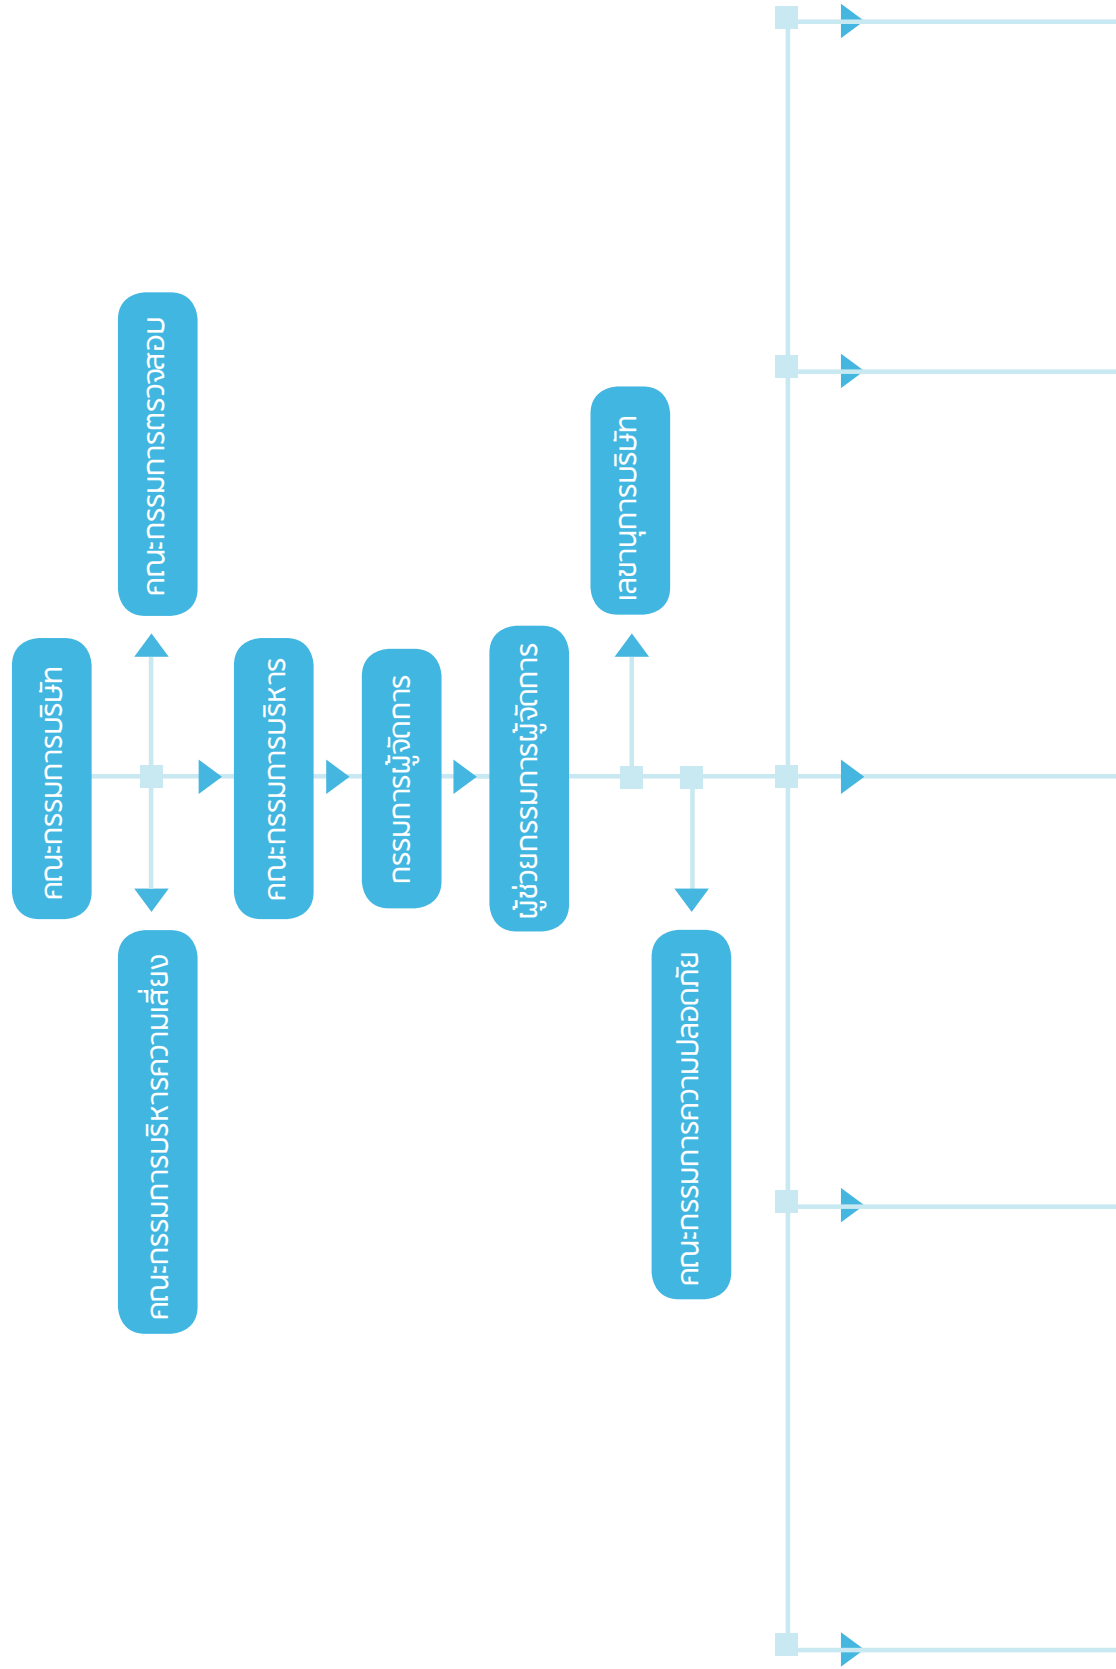 คณะกรรมการบริษัท
คณะกรรมการตรวจสอบ
คณะกรรมการบริหารความเสี่ยง
คณะกรรมการบริหาร
กรรมการผู้จัดการ
ผู้ช่วยกรรมการผู้จัดการ
เลขานุการบริษัท
คณะกรรมการความปลอดภัย